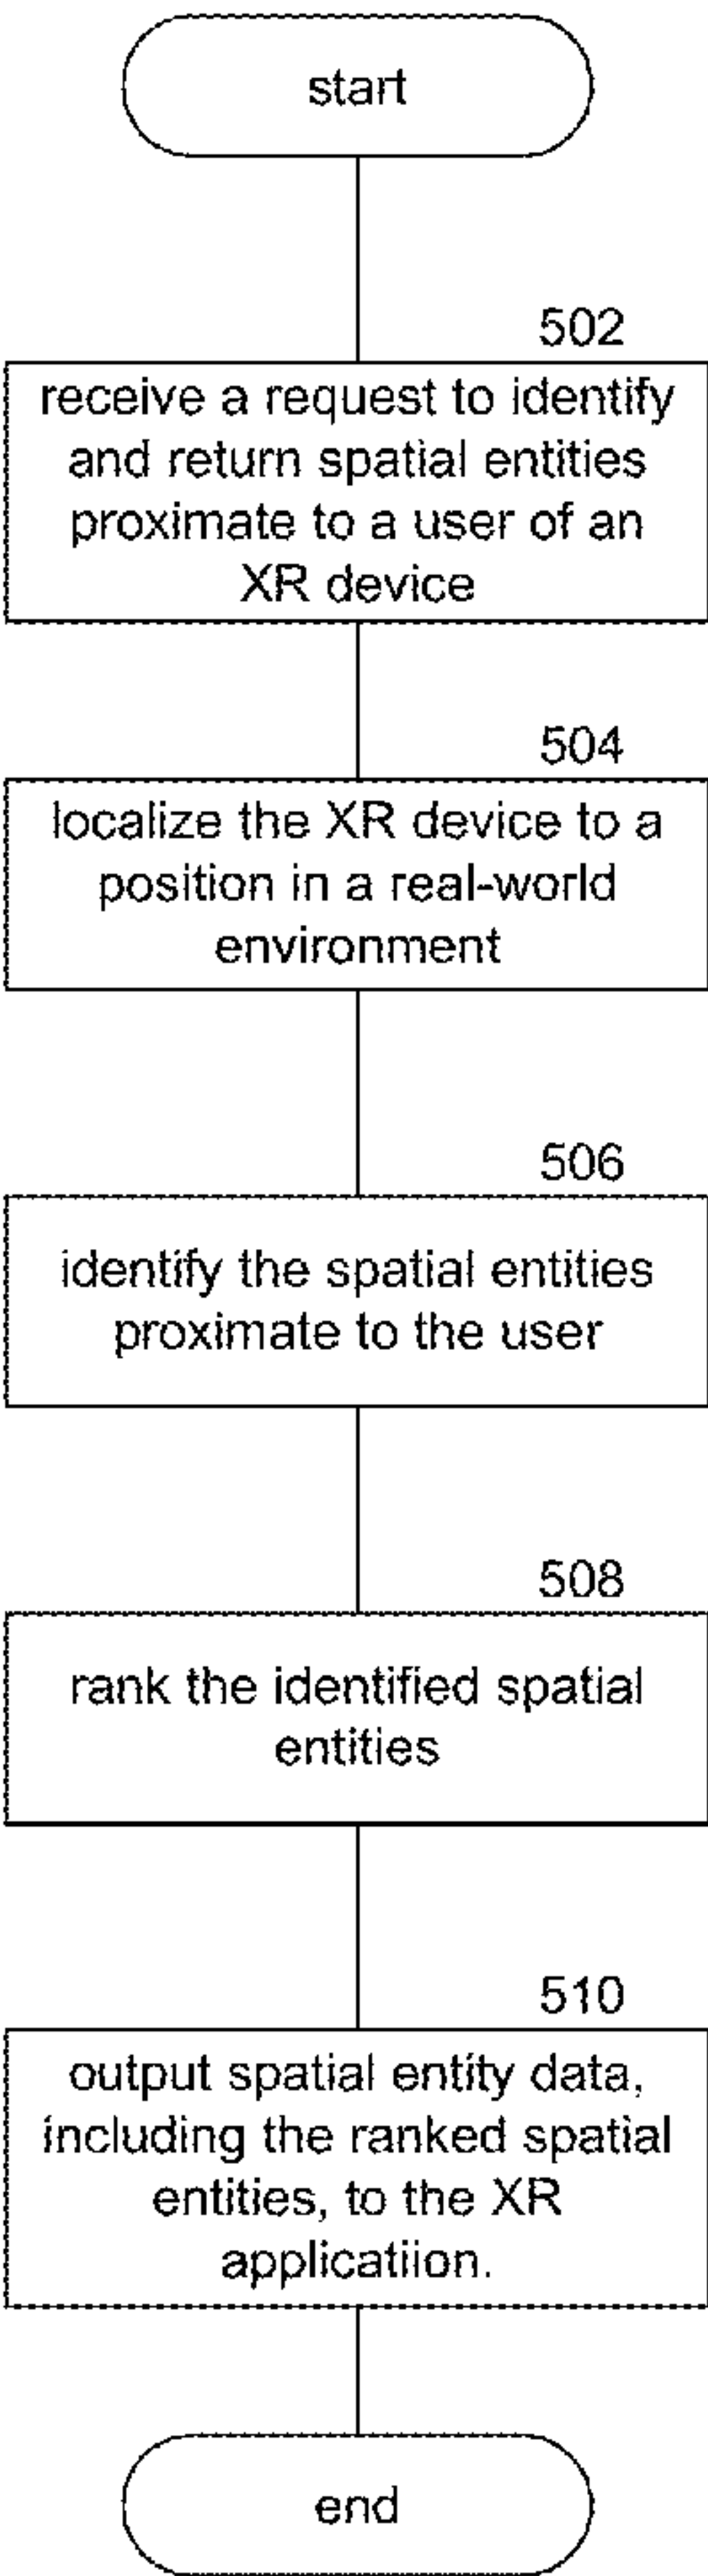 start
502
receive a request to identify
and return spatial entities
proximate to a user of an
XR device
504
localize the XR device to a
position in a real-world
environment
506
identify the spatial entities
proximate to the user
508
rank the identified spatial
entities
510
output spatial entity data,
including the ranked spatial
entities, to the XR
applicatiion.
end